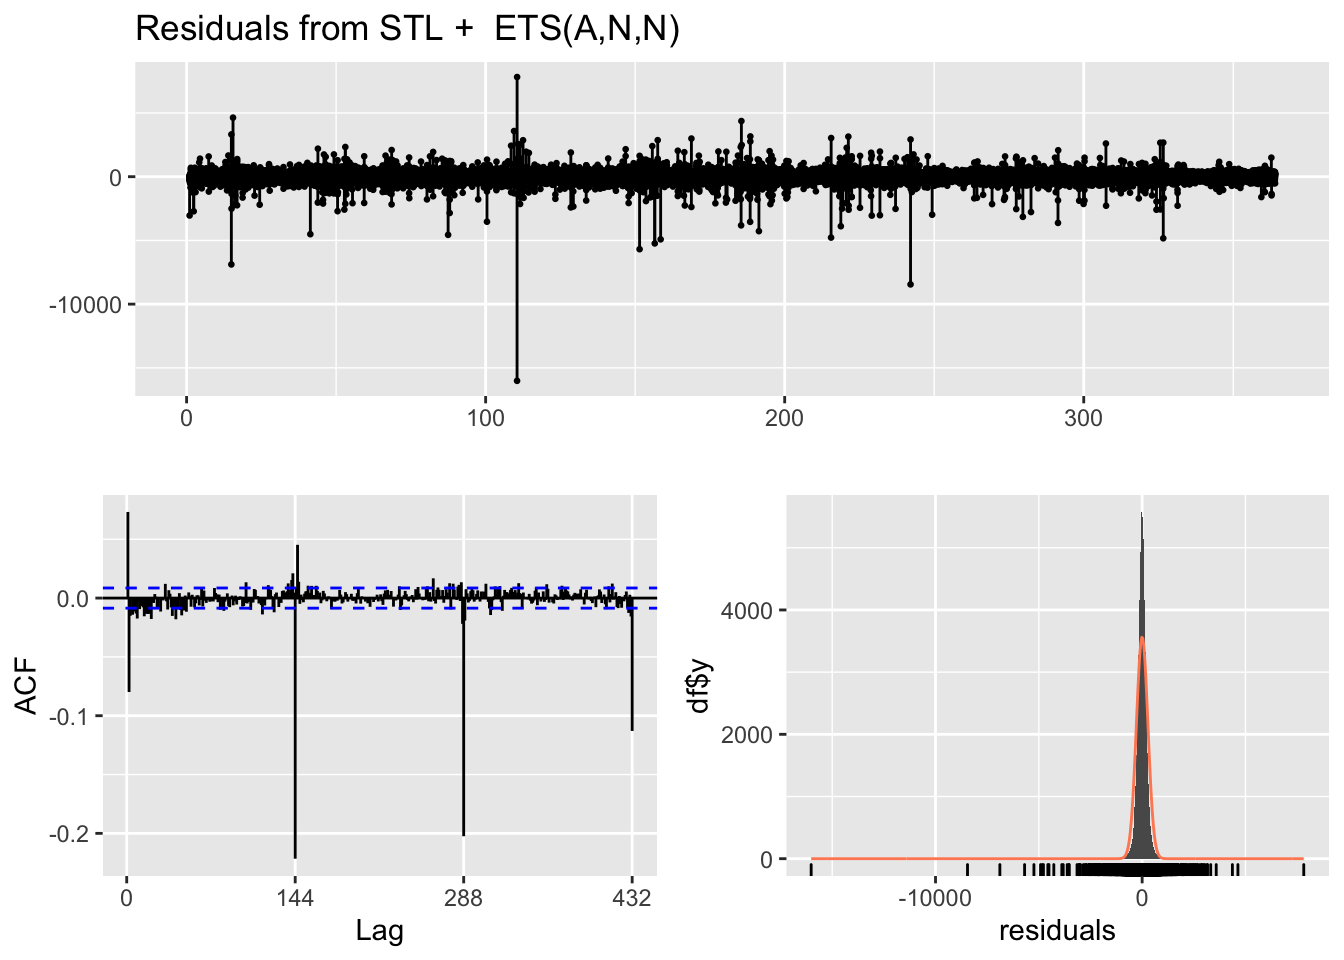 Residuals from STL +  ETS(A,N,N)
0
-10000
0 100 200 300
0.0
-0.1
-0.2
ACF
0 144 288 432
Lag
4000
2000
0
df$y
-10000 0
residuals